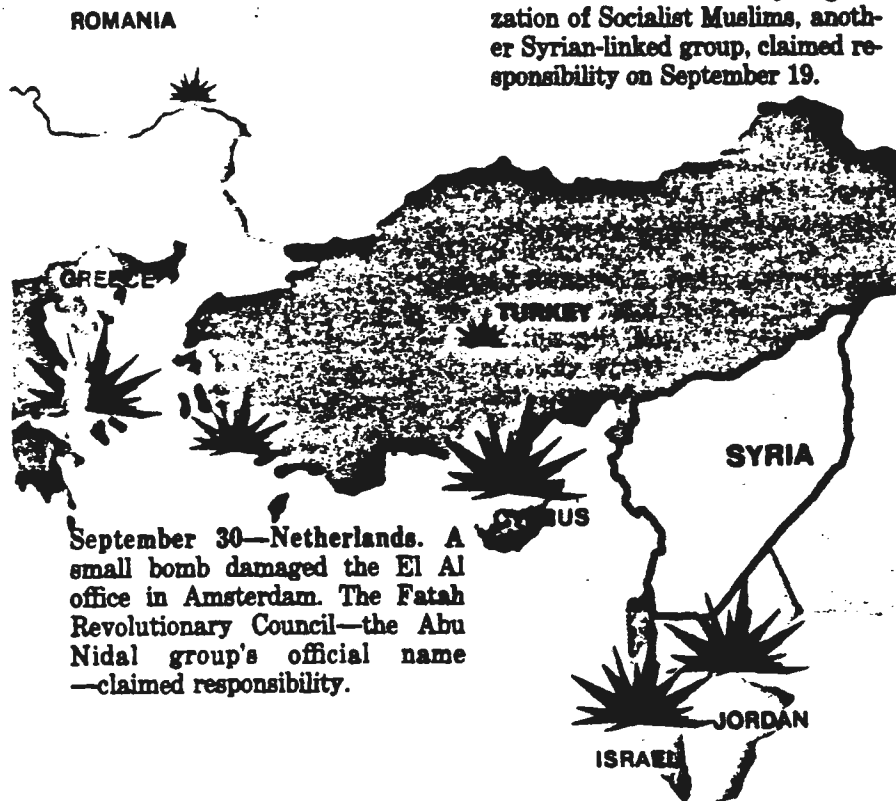 ROMANIA
zation of Socialist Muslims, anoth-
er Syrian-linked group, claimed re-
sponsibility on September 19.
GREECE
TURKEY
SYRIA
CYPRUS
September 30—Netherlands. A
small bomb damaged the El Al
office in Amsterdam. The Fatah
Revolutionary Council—the Abu
Nidal group's official name
—claimed responsibility.
JORDAN
ISRAEL